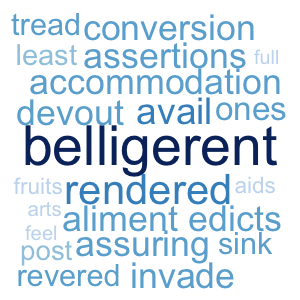 tread conversion
least assertions full
accommodation
devout avail ones
belligerent
fruits rendered aids
arts aliment edicts
feel
post assuring sink
revered invade